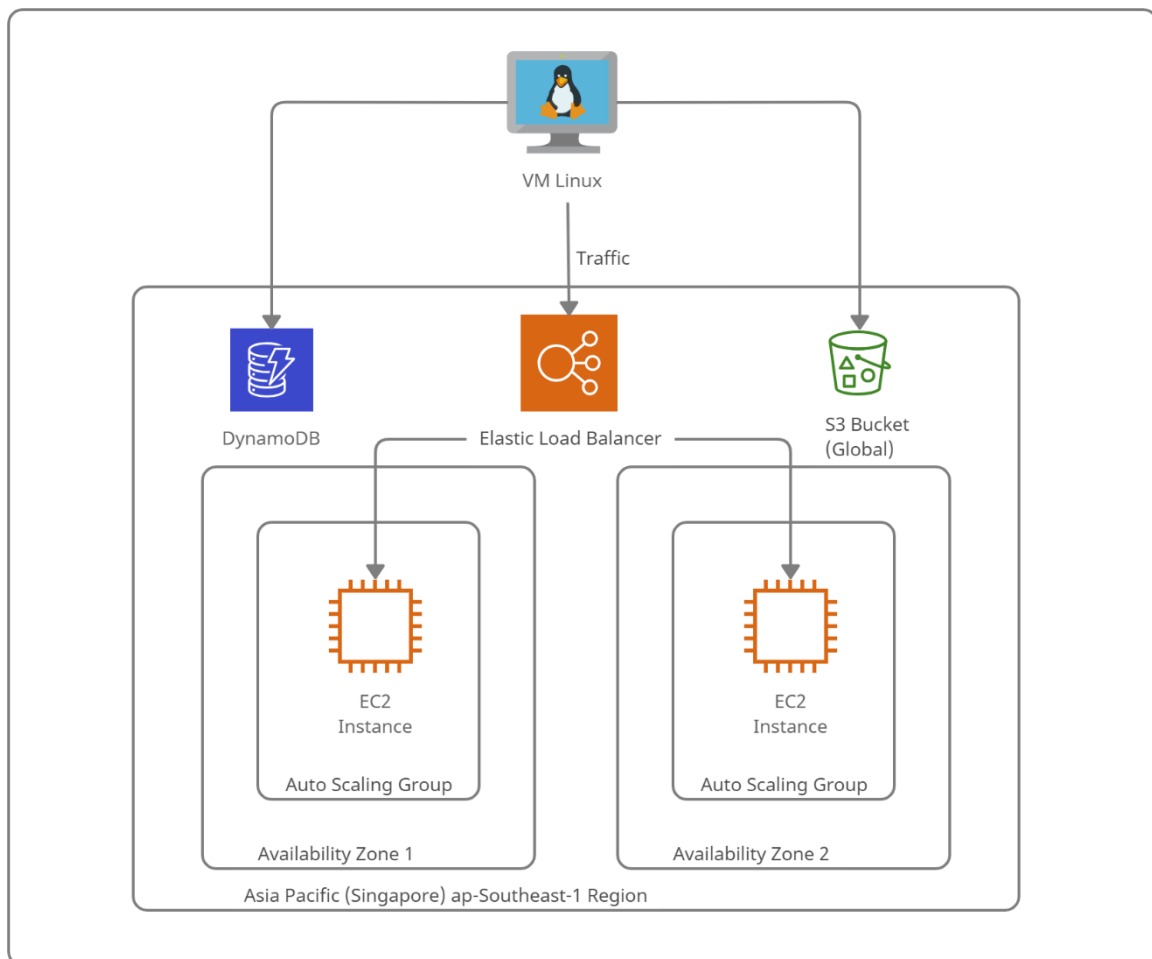 VM Linux
Traffic
DynamoDB
Elastic Load Balancer
S3 Bucket
(Global)
EC2
Instance
Auto Scaling Group
Availability Zone 1
EC2
Instance
Auto Scaling Group
Availability Zone 2
Asia Pacific (Singapore) ap-Southeast-1 Region